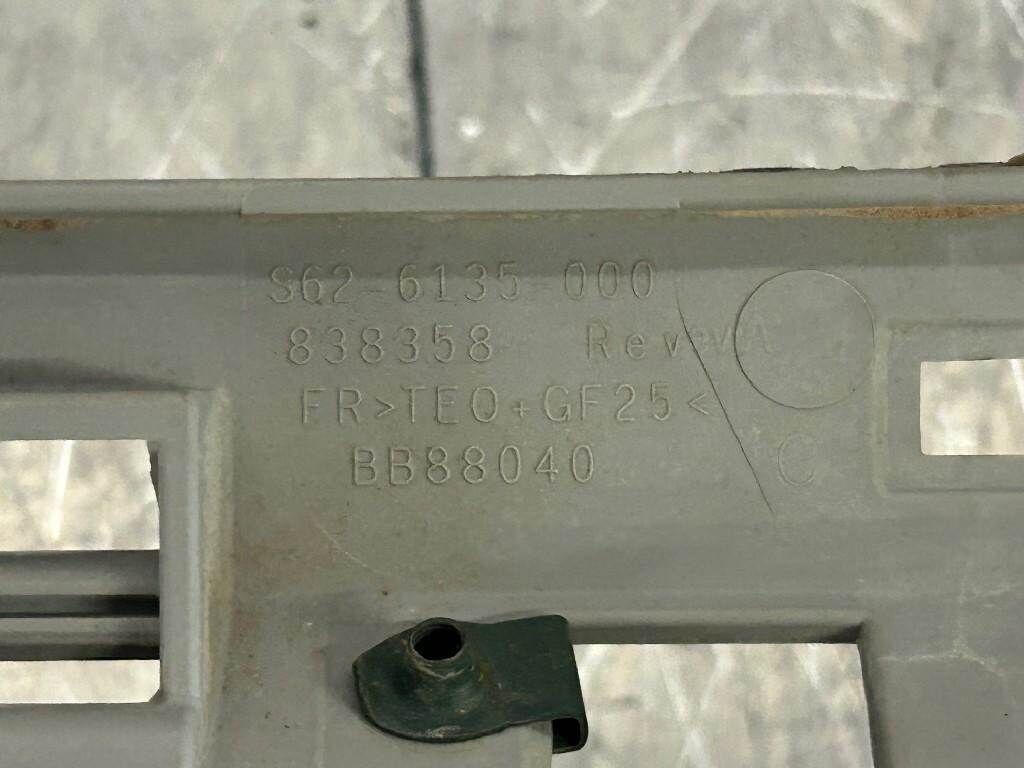 S62-6135-000
838358 Rev
FR>TEO+GF25<
BB88040
C